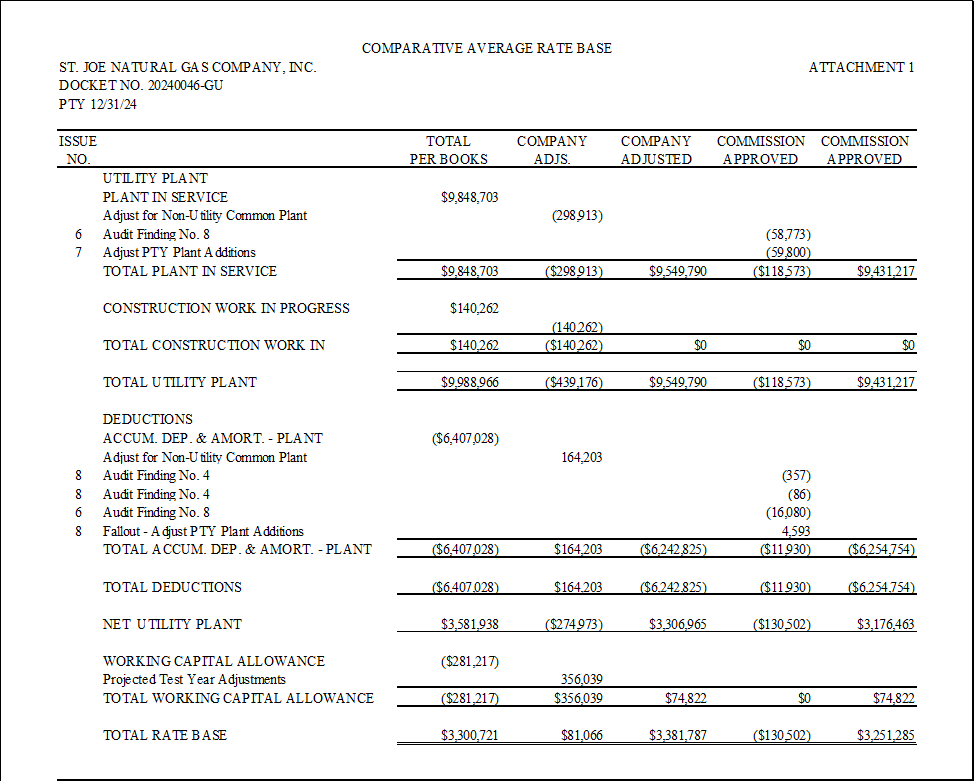 COMPARATIVE AVERAGE RATE BASE
ST. JOE NATURAL GAS COMPANY, INC. ATTACHMENT 1
DOCKET NO. 20240046-GU
PTY 12/31/24
ISSUE TOTAL COMPANY COMPANY COMMISSION COMMISSION
NO. PER BOOKS ADJS. ADJUSTED APPROVED APPROVED
UTILITY PLANT
PLANT IN SERVICE $9,848,703
Adjust for Non-Utility Common Plant (298,913)
6 Audit Finding No. 8 (58,773)
7 Adjust PTY Plant Additions (59,800)
TOTAL PLANT IN SERVICE $9,848,703 ($298,913) $9,549,790 ($118,573) $9,431,217
CONSTRUCTION WORK IN PROGRESS $140,262
(140,262)
TOTAL CONSTRUCTION WORK IN $140,262 ($140,262) $0 $0 $0
TOTAL UTILITY PLANT $9,988,966 ($439,176) $9,549,790 ($118,573) $9,431,217
DEDUCTIONS
ACCUM. DEP. & AMORT. - PLANT ($6,407,028)
Adjust for Non-Utility Common Plant 164,203
8 Audit Finding No. 4 (357)
8 Audit Finding No. 4 (86)
6 Audit Finding No. 8 (16,080)
8 Fallout - Adjust PTY Plant Additions 4,593
TOTAL ACCUM. DEP. & AMORT. - PLANT ($6,407,028) $164,203 ($6,242,825) ($11,930) ($6,254,754)
TOTAL DEDUCTIONS ($6,407,028) $164,203 ($6,242,825) ($11,930) ($6,254,754)
NET UTILITY PLANT $3,581,938 ($274,973) $3,306,965 ($130,502) $3,176,463
WORKING CAPITAL ALLOWANCE ($281,217)
Projected Test Year Adjustments 356,039
TOTAL WORKING CAPITAL ALLOWANCE ($281,217) $356,039 $74,822 $0 $74,822
TOTAL RATE BASE $3,300,721 $81,066 $3,381,787 ($130,502) $3,251,285